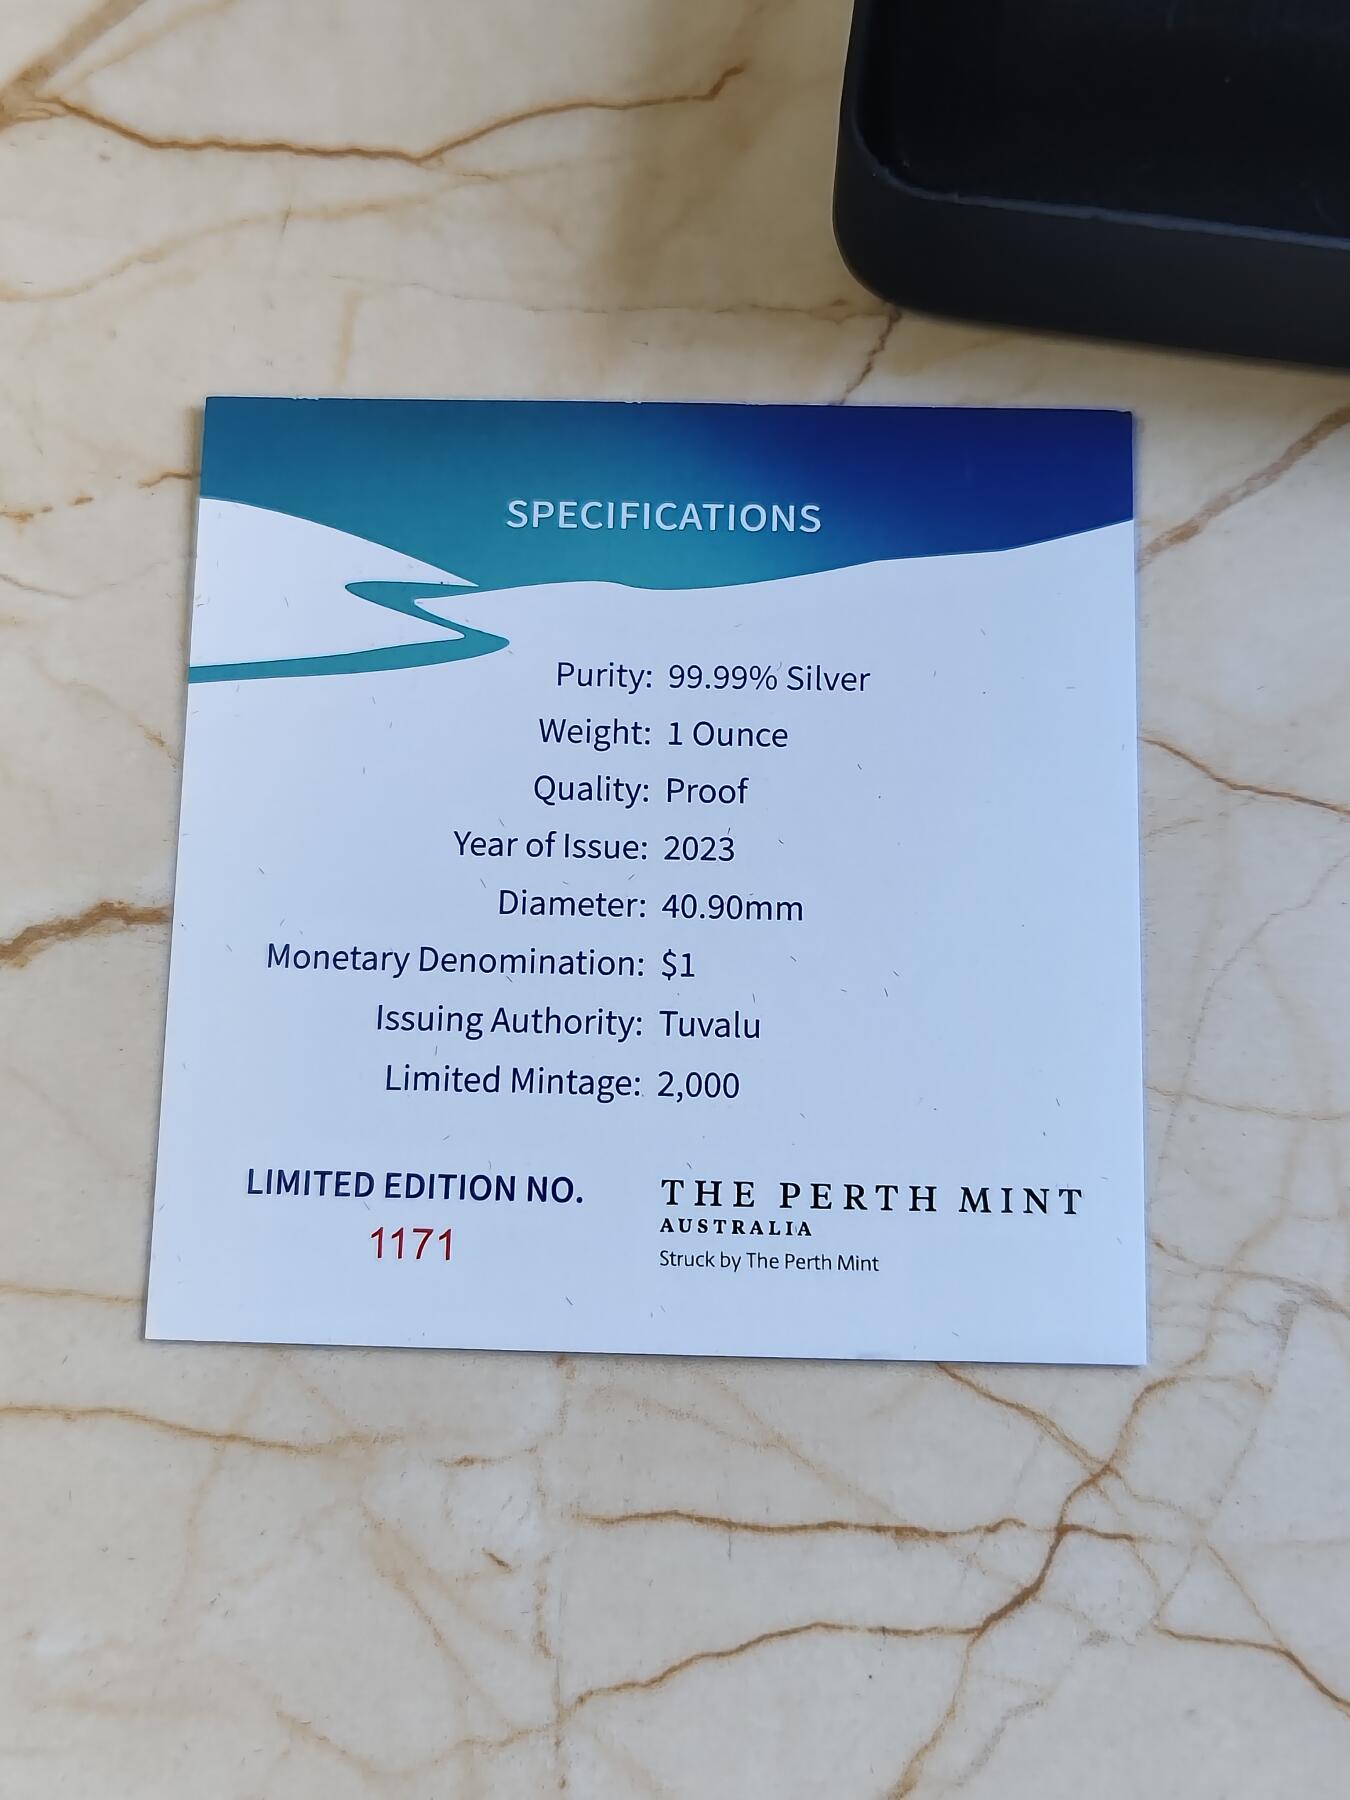 SPECIFICATIONS
Purity: 99.99% Silver
Weight: 1 Ounce
Quality: Proof
Year of Issue: 2023
Diameter: 40.90mm
Monetary Denomination: $1
Issuing Authority: Tuvalu
Limited Mintage: 2,000
LIMITED EDITION NO.
1171
THE PERTH MINT
AUSTRALIA
Struck by The Perth Mint